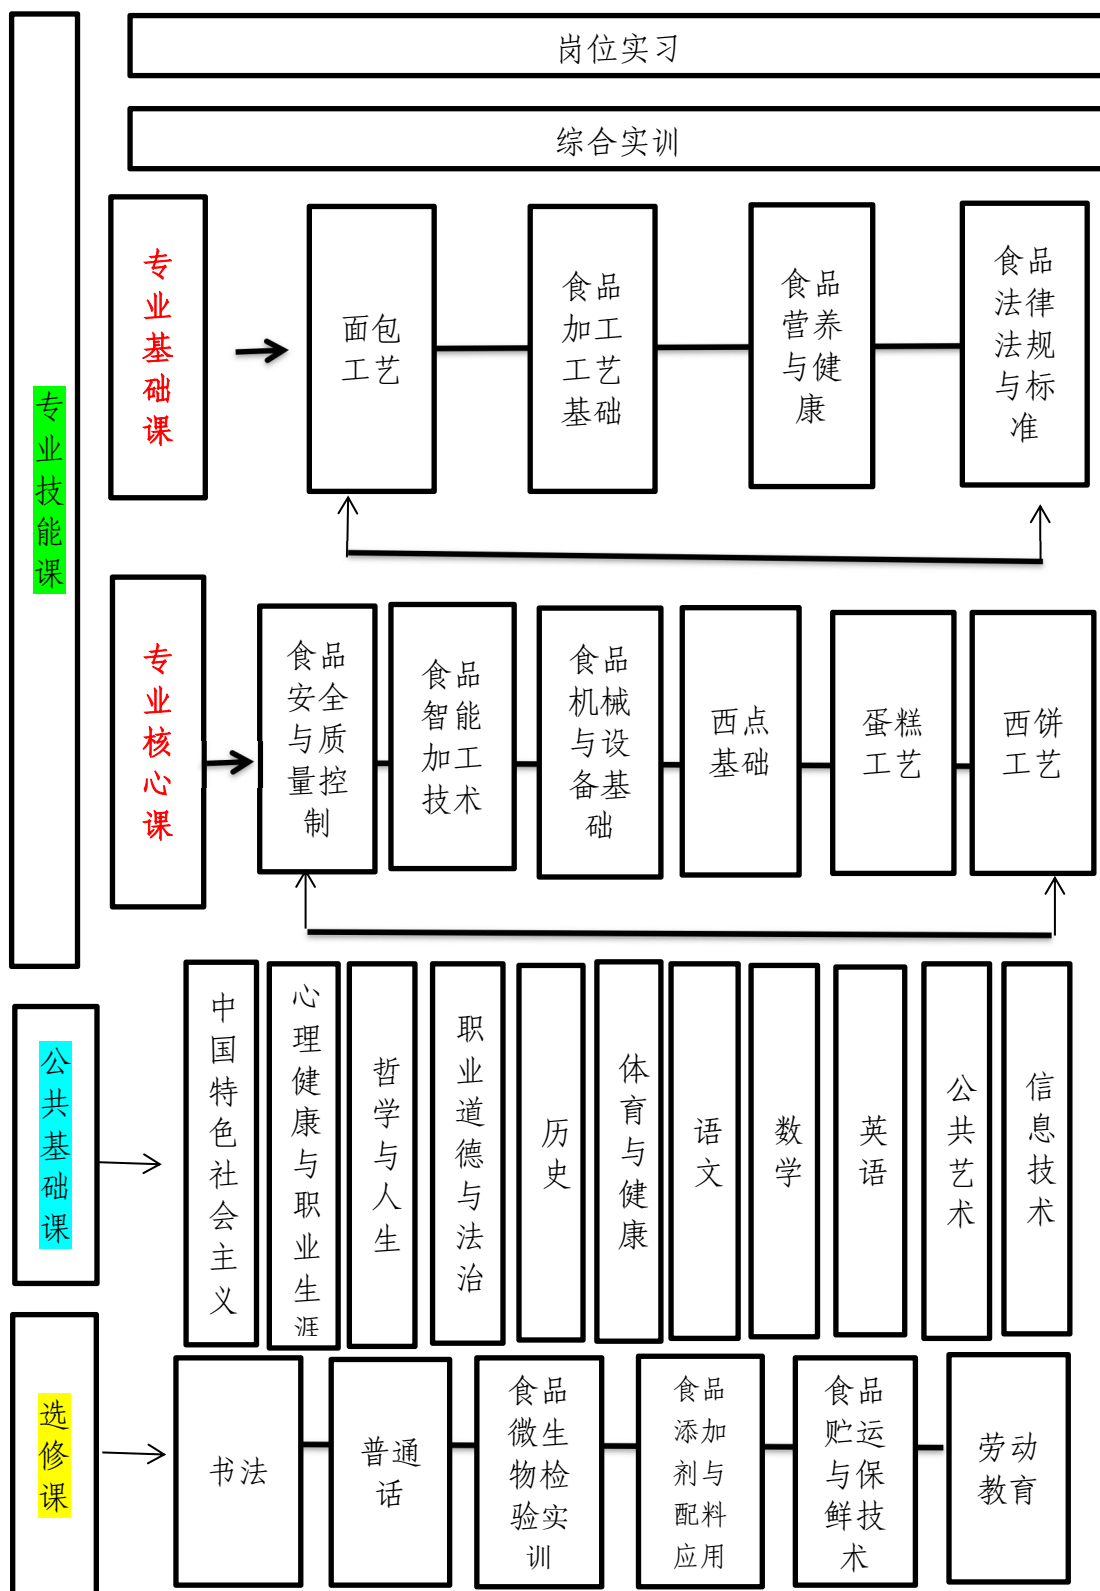 岗位实习
综合实训
专业技能课
专业基础课
面包
工艺
食品
加工
工艺
基础
食品
营养
与健
康
食品
法律
法规
与标
准
专业核心课
食品
安全
与质
量控
制
食品
智能
加工
技术
食品
机械
与设
备基
础
西点
基础
蛋糕
工艺
西饼
工艺
公共基础课
中国特色社会主义
心理健康与职业生涯
哲学与人生
职业道德与法治
历史
体育与健康
语文
数学
英语
公共艺术
信息技术
选修课
书法
普通
话
食品
微生
物检
验实
训
食品
添加
剂与
配料
应用
食品
贮运
与保
鲜技
术
劳动
教育